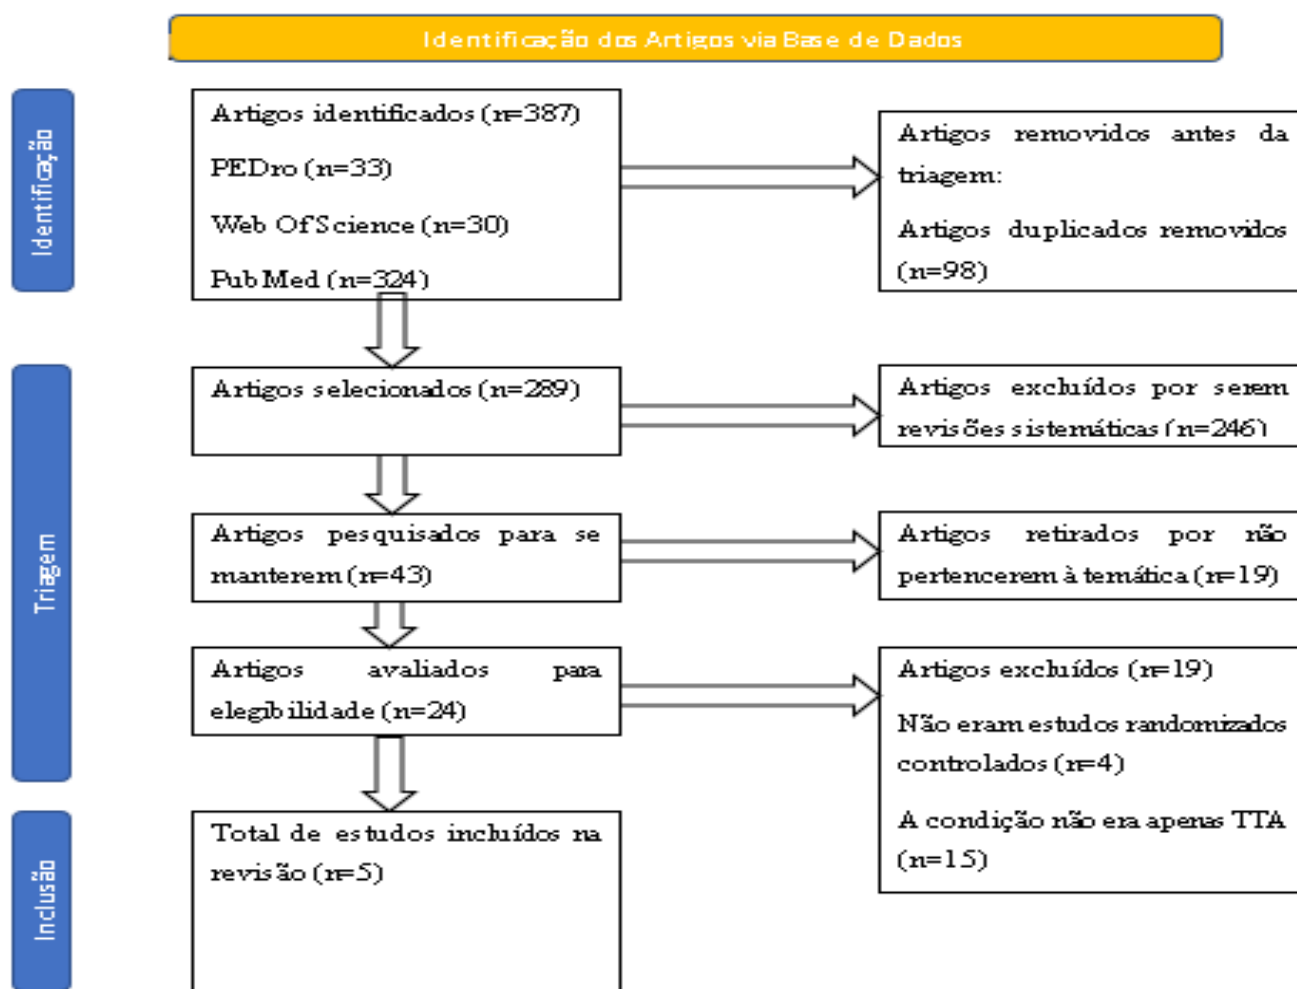 Identificação dos Artigos via Base de Dados
Identificação
Artigos identificados (n=387)
PEDro (n=33)
Web Of Science (n=30)
PubMed (n=324)
Artigos removidos antes da
triagem:
Artigos duplicados removidos
(n=98)
Triagem
Artigos selecionados (n=289)
Artigos excluídos por serem
revisões sistemáticas (n=246)
Artigos pesquisados para se
manterem (n=43)
Artigos retirados por não
pertencerem à temática (n=19)
Artigos avaliados para
elegibilidade (n=24)
Artigos excluídos (n=19)
Não eram estudos randomizados
controlados (n=4)
A condição não era apenas TTA
(n=15)
Inclusão
Total de estudos incluídos na
revisão (n=5)